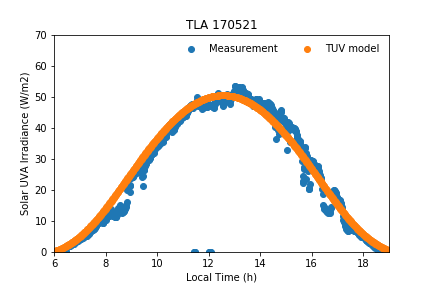 TLA 170521
Measurement TUV model
Solar UVA Irradiance (W/m2)
70
60
50
40
30
20
10
0
6 8 10 12 14 16 18
Local Time (h)